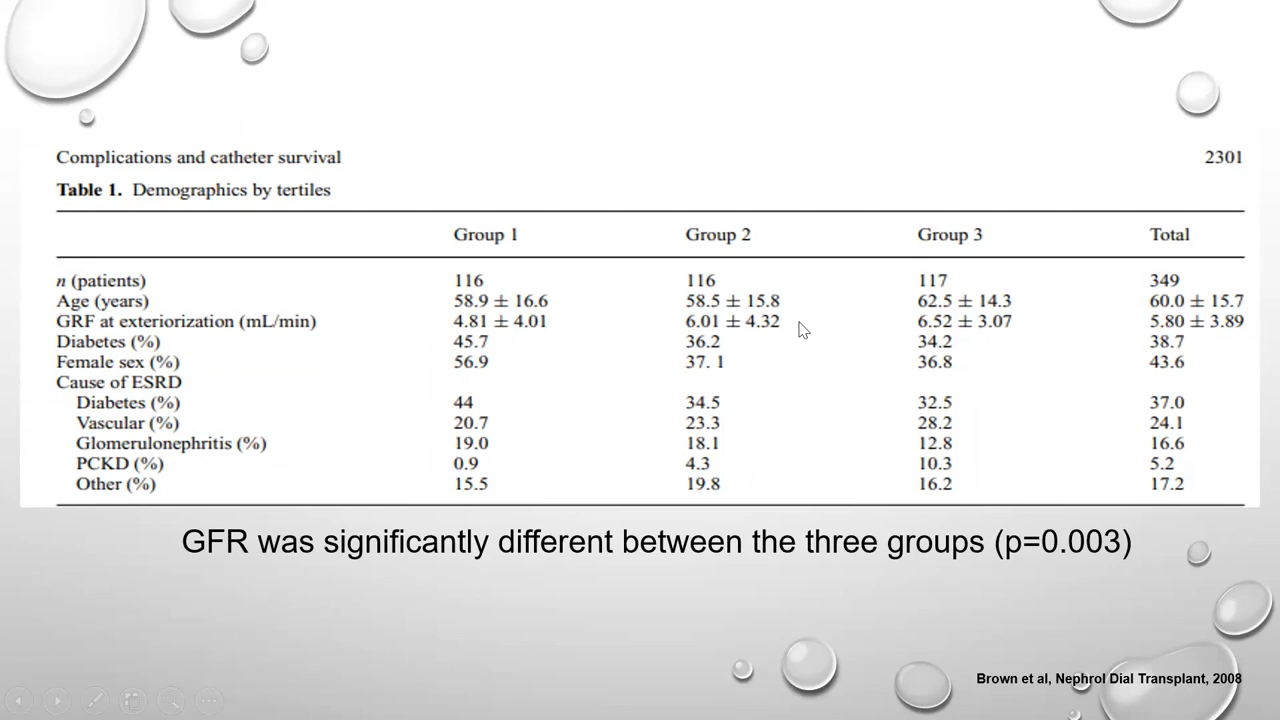 Complications and catheter survival 2301
Table 1. Demographics by tertiles
Group 1 Group 2 Group 3 Total
n (patients) 116 116 117 349
Age (years) 58.9 ± 16.6 58.5 ± 15.8 62.5 ± 14.3 60.0 ± 15.7
GRF at exteriorization (mL/min) 4.81 ± 4.01 6.01 ± 4.32 6.52 ± 3.07 5.80 ± 3.89
Diabetes (%) 45.7 36.2 34.2 38.7
Female sex (%) 56.9 37. 1 36.8 43.6
Cause of ESRD
Diabetes (%) 44 34.5 32.5 37.0
Vascular (%) 20.7 23.3 28.2 24.1
Glomerulonephritis (%) 19.0 18.1 12.8 16.6
PCKD (%) 0.9 4.3 10.3 5.2
Other (%) 15.5 19.8 16.2 17.2
GFR was significantly different between the three groups (p=0.003)
Brown et al, Nephrol Dial Transplant, 2008